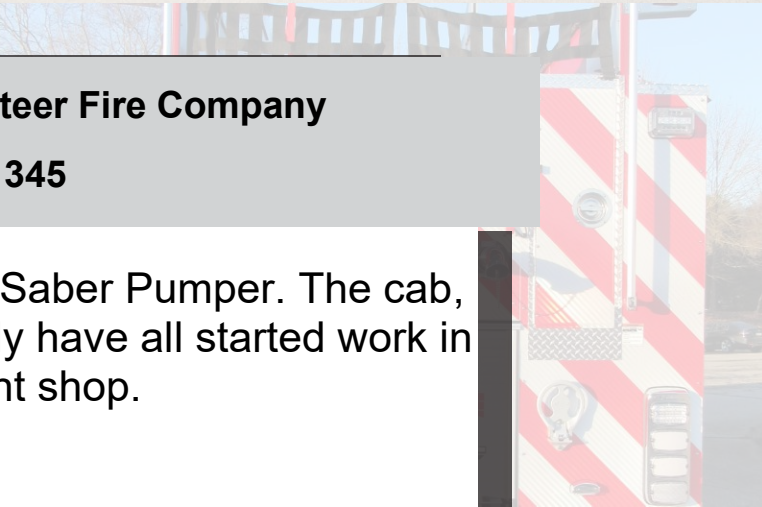 teer Fire Company
345
Saber Pumper. The cab,
y have all started work in
nt shop.